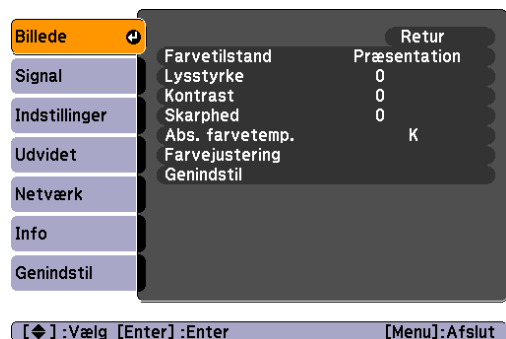 Billede
Signal
Indstillinger
Udvidet
Netværk
Info
Genindstil
Retur
Farvetilstand Præsentation
Lysstyrke 0
Kontrast 0
Skarphed 0
Abs. farvetemp. K
Farvejustering
Genindstil
[◆] :Vælg [Enter] :Enter [Menu]:Afslut